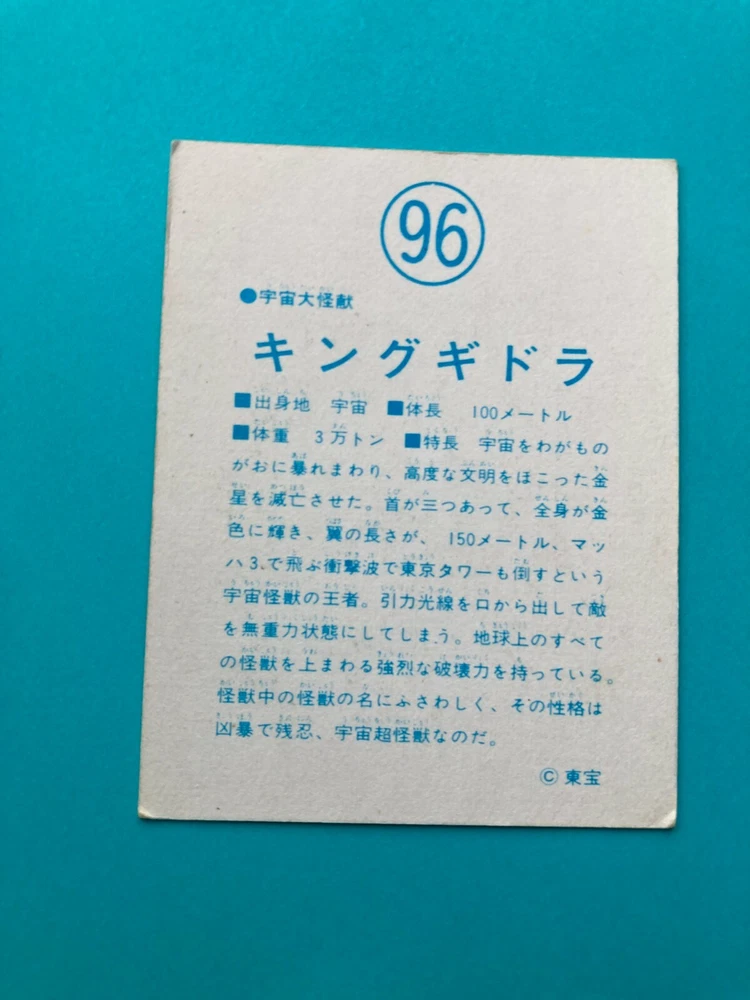 96
●宇宙大怪獣
キングギドラ
■出身地 宇宙 ■体長 100メートル
■体重 3万トン ■特長 宇宙をわがもの
がおに暴れまわり、高度な文明をほこった金
星を滅亡させた。首が三つあって、全身が金
色に輝き、翼の長さが、150メートル、マッ
ハ3.で飛ぶ衝撃波で東京タワーも倒すという
宇宙怪獣の王者。引力光線を口から出して敵
を無重力状態にしてしまう。地球上のすべて
の怪獣を上まわる強烈な破壊力を持っている。
怪獣中の怪獣の名にふさわしく、その性格は
凶暴で残忍、宇宙超怪獣なのだ。
©東宝